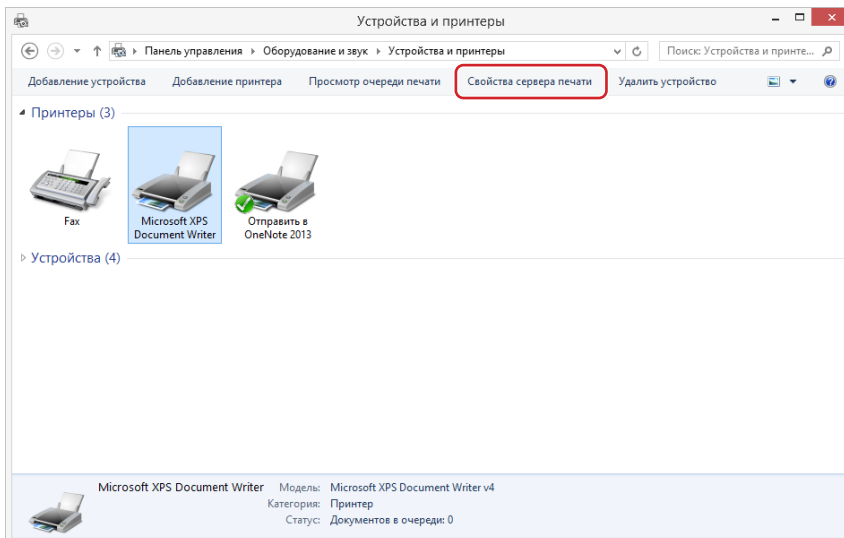 Устройства и принтеры
Панель управления Оборудование и звук Устройства и принтеры
Поиск: Устройства и принте...
Добавление устройства Добавление принтера Просмотр очереди печати Свойства сервера печати Удалить устройство
Принтеры (3)
Fax
Microsoft XPS
Document Writer
Отправить в
OneNote 2013
Устройства (4)
Microsoft XPS Document Writer Модель: Microsoft XPS Document Writer v4
Категория: Принтер
Статус: Документов в очереди: 0